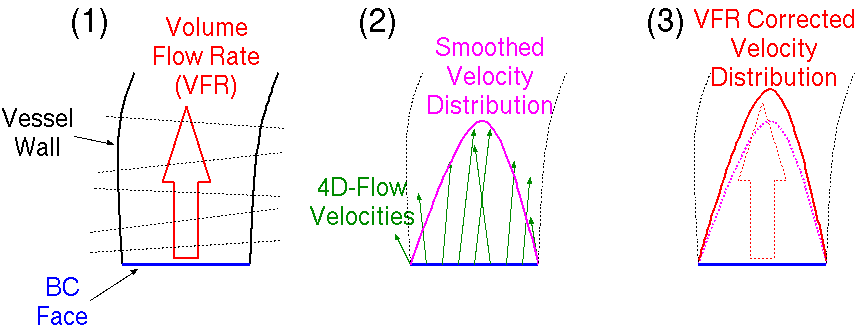 (1)
Volume
Flow Rate
(VFR)
Vessel
Wall
BC
Face
(2)
Smoothed
Velocity
Distribution
4D-Flow
Velocities
(3)
VFR Corrected
Velocity
Distribution